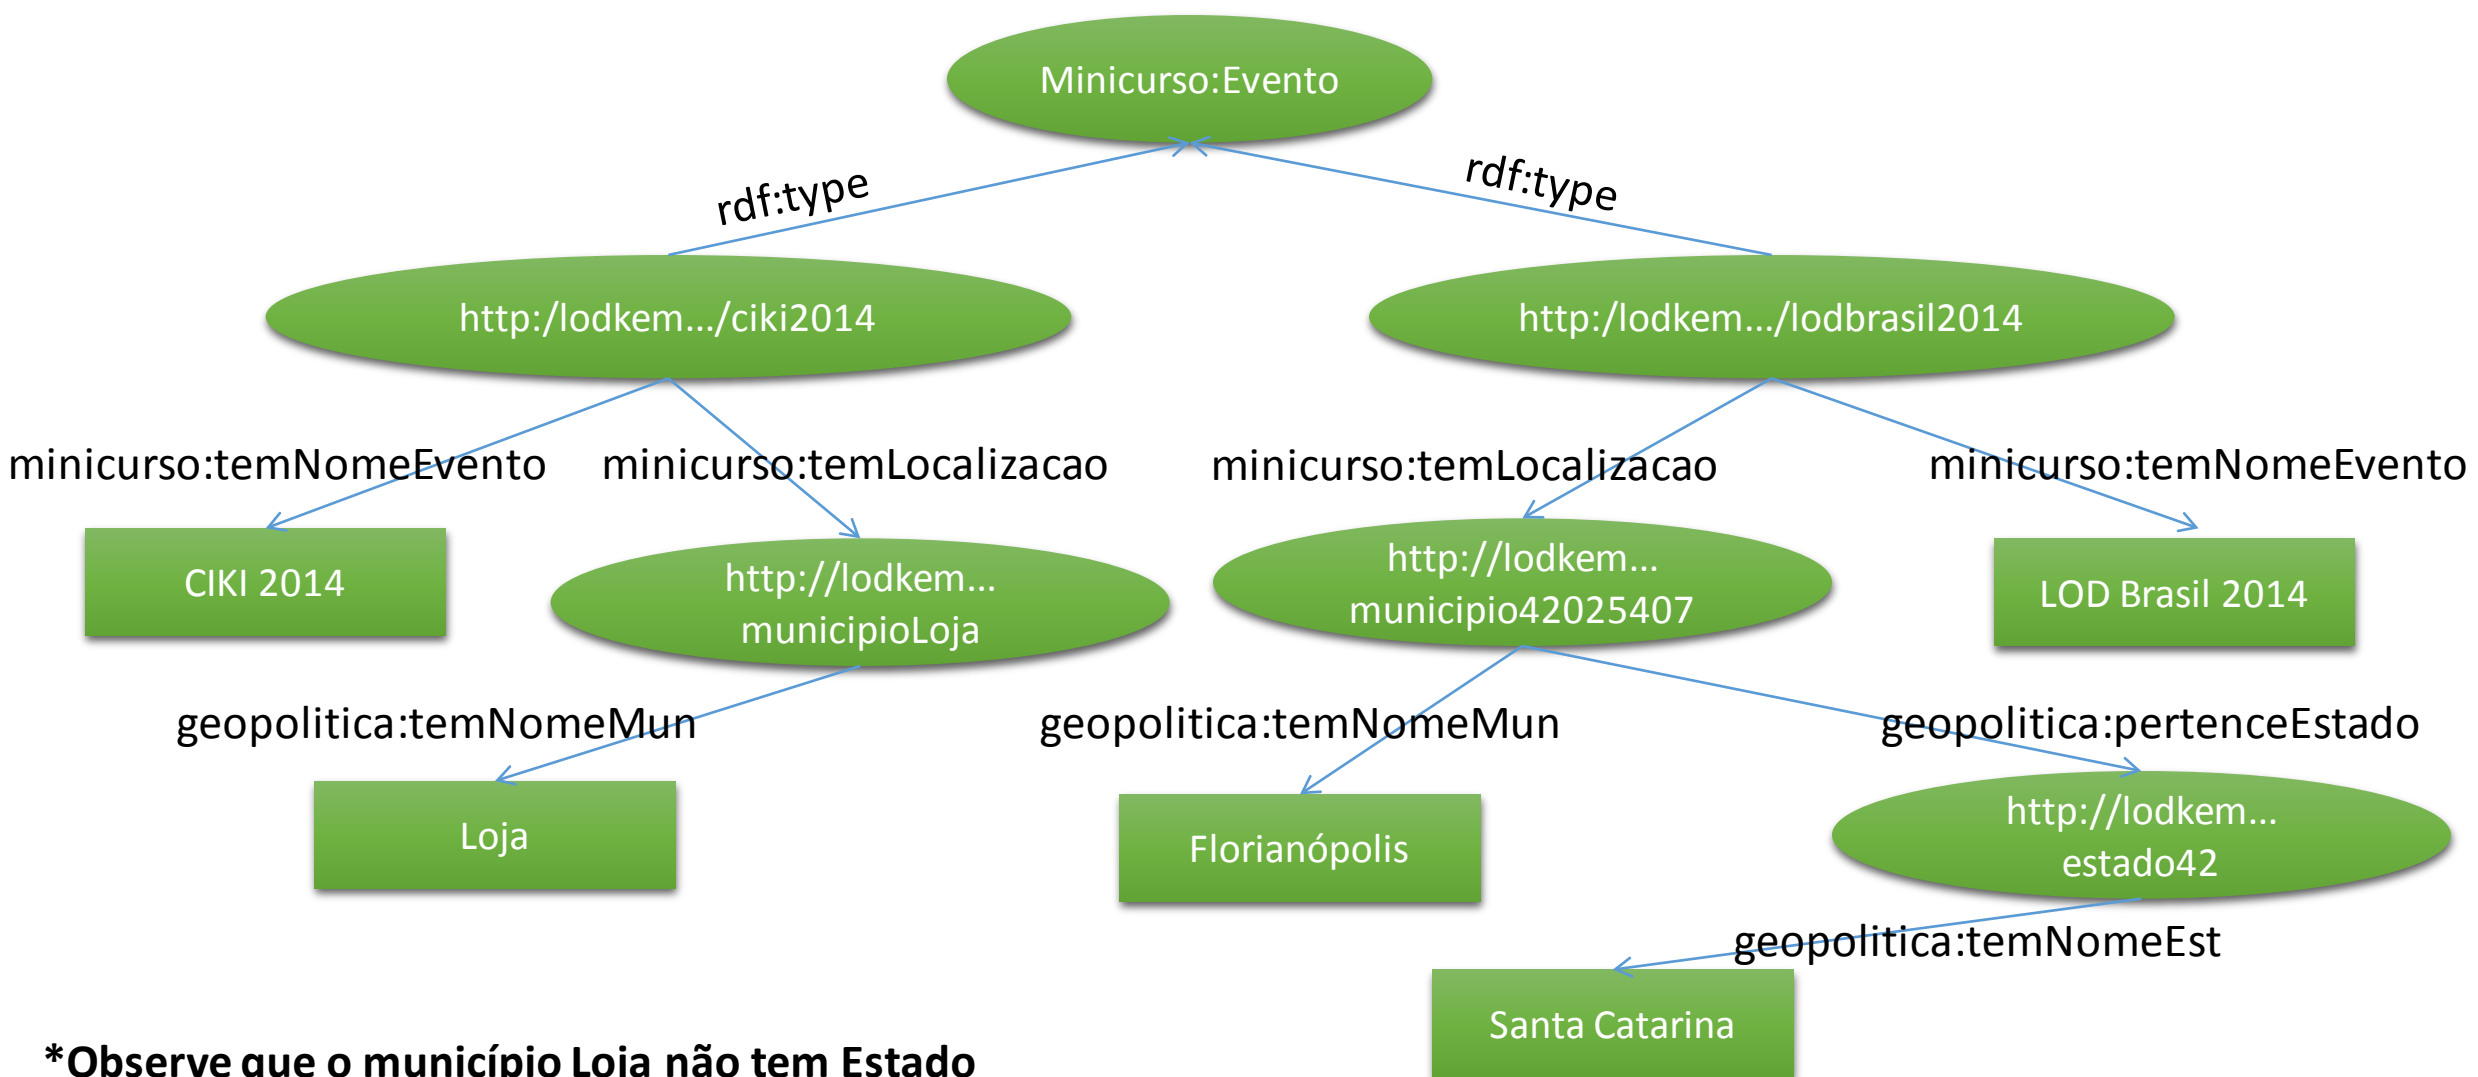 Minicurso:Evento
rdf:type
rdf:type
http:/lodkem.../ciki2014
http:/lodkem.../lodbrasil2014
minicurso:temNomeEvento
minicurso:temLocalizacao
minicurso:temLocalizacao
minicurso:temNomeEvento
CIKI 2014
http://lodkem...
municipioLoja
http://lodkem...
municipio42025407
LOD Brasil 2014
geopolitica:temNomeMun
geopolitica:temNomeMun
geopolitica:pertenceEstado
Loja
Florianópolis
http://lodkem...
estado42
geopolitica:temNomeEst
Santa Catarina
*Observe que o município Loja não tem Estado